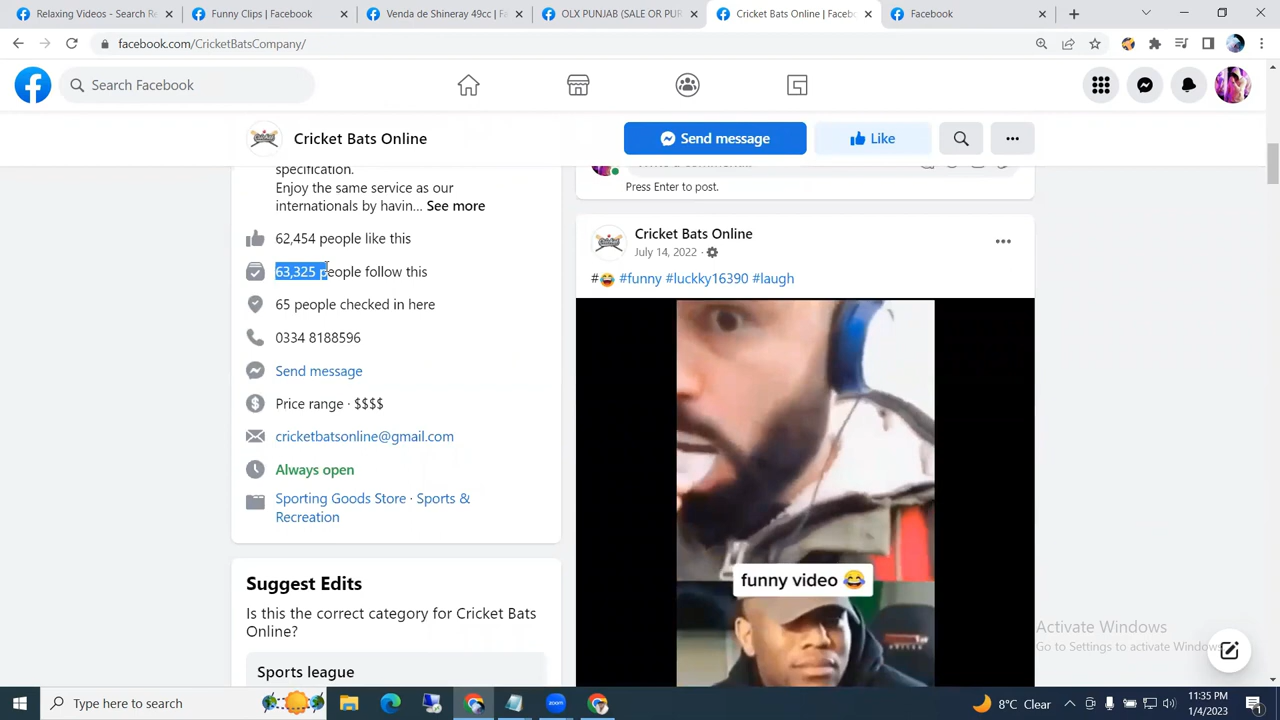 Relaxing Videos - Search Re
Funny Clips | Facebook
Venda de Shineray 49cc | Fa
OLX PUNJAB (SALE OR PUR
Cricket Bats Online | Facebo
Facebook
facebook.com/CricketBatsCompany/
Search Facebook
Cricket Bats Online
Send message
Like
specification.
Enjoy the same service as our
internationals by havin... See more
62,454 people like this
63,325 people follow this
65 people checked in here
0334 8188596
Send message
Price range · $$$$
cricketbatsonline@gmail.com
Always open
Sporting Goods Store · Sports &
Recreation
Suggest Edits
Is this the correct category for Cricket Bats
Online?
Sports league
Press Enter to post.
Cricket Bats Online
July 14, 2022 ·
#😂 #funny #luckky16390 #laugh
funny video 😂
Activate Windows
Go to Settings to activate Windows.
Type here to search
zoom
8°C Clear
11:35 PM
1/4/2023
1